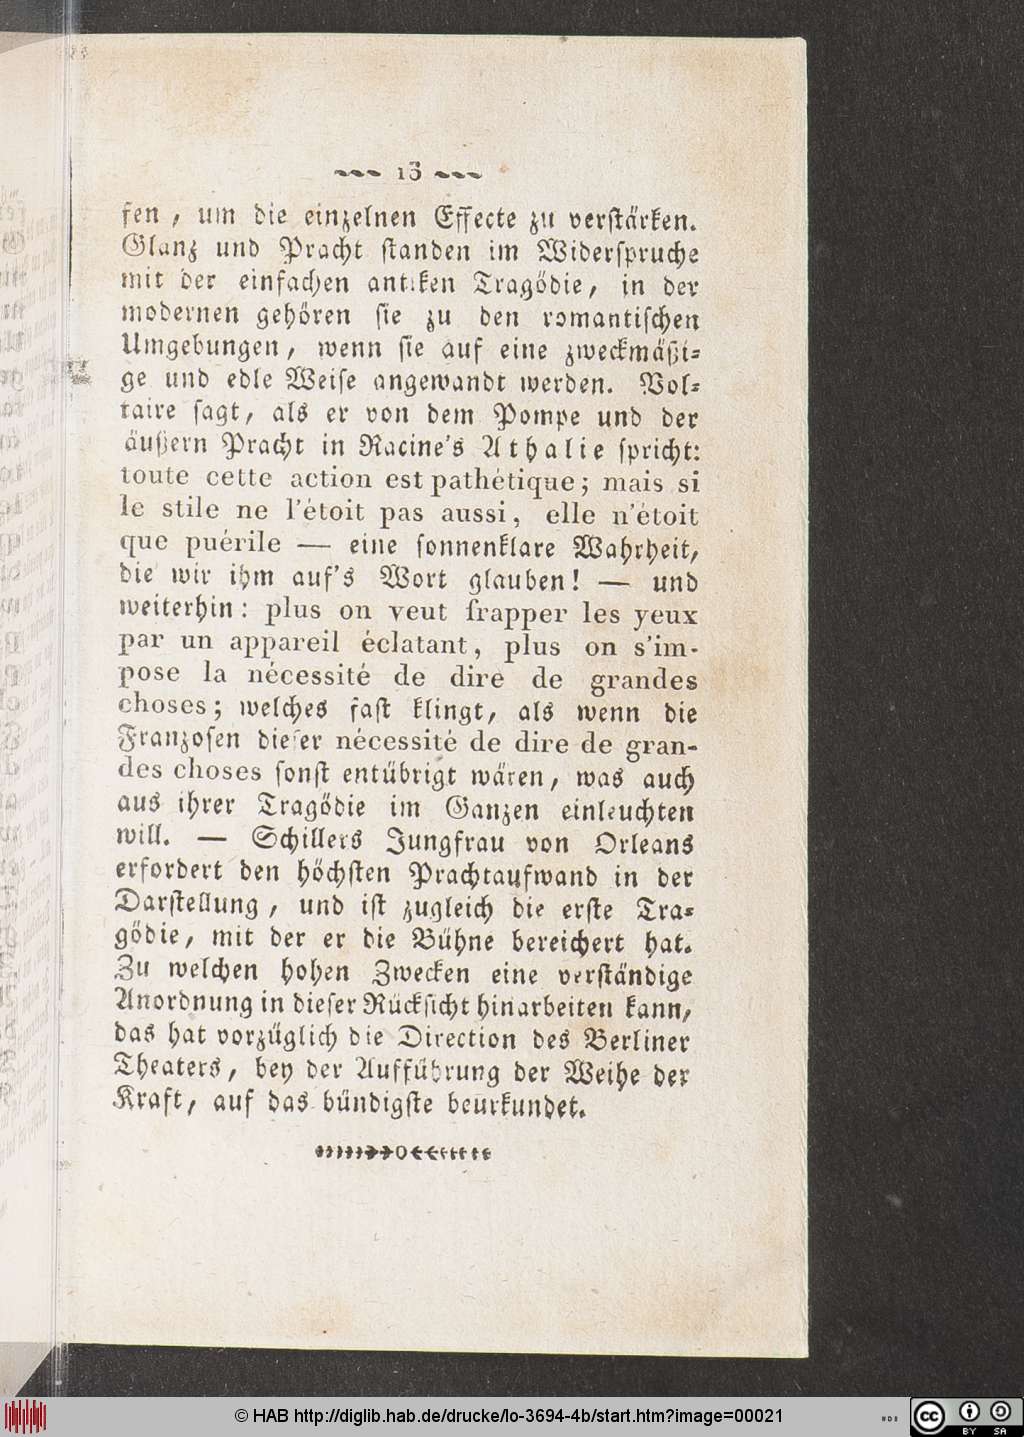 ~~~ 13 ~~~
fen, um die einzelnen Effecte zu verstärken.
Glanz und Pracht standen im Widerspruche
mit der einfachen antiken Tragödie, in der
modernen gehören sie zu den romantischen
Umgebungen, wenn sie auf eine zweckmäßi-
ge und edle Weise angewandt werden. Vol-
taire sagt, als er von dem Pompe und der
äußern Pracht in Racine's Athalie spricht:
toute cette action est pathétique; mais si
le stile ne l'étoit pas aussi, elle n'étoit
que puérile — eine sonnenklare Wahrheit,
die wir ihm auf's Wort glauben! — und
weiterhin: plus on veut frapper les yeux
par un appareil éclatant, plus on s'im-
pose la nécessité de dire de grandes
choses; welches fast klingt, als wenn die
Franzosen dieser nécessité de dire de gran-
des choses sonst entübrigt wären, was auch
aus ihrer Tragödie im Ganzen einleuchten
will. — Schillers Jungfrau von Orleans
erfordert den höchsten Prachtaufwand in der
Darstellung, und ist zugleich die erste Tra-
gödie, mit der er die Bühne bereichert hat.
Zu welchen hohen Zwecken eine verständige
Anordnung in dieser Rücksicht hinarbeiten kann,
das hat vorzüglich die Direction des Berliner
Theaters, bey der Aufführung der Weihe der
Kraft, auf das bündigste beurkundet.
© HAB http://diglib.hab.de/drucke/lo-3694-4b/start.htm?image=00021
CC BY SA